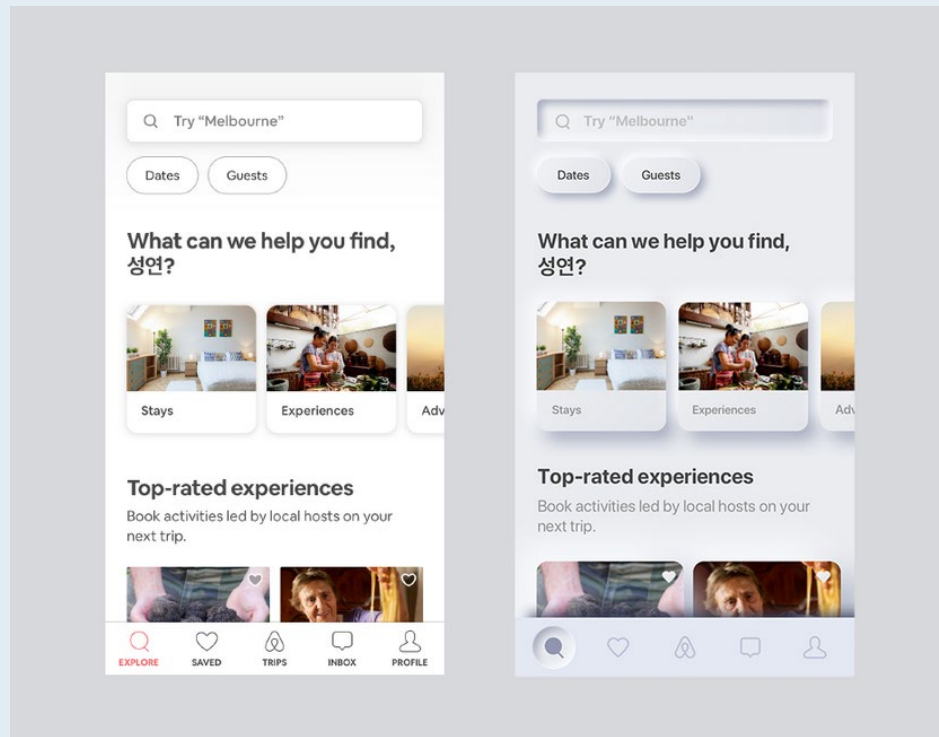 Try “Melbourne”
Dates
Guests
What can we help you find,
성연?
Stays
Experiences
Adv
Top-rated experiences
Book activities led by local hosts on your
next trip.
EXPLORE
SAVED
TRIPS
INBOX
PROFILE
Try "Melbourne"
Dates
Guests
What can we help you find,
성연?
Stays
Experiences
Adv
Top-rated experiences
Book activities led by local hosts on your
next trip.